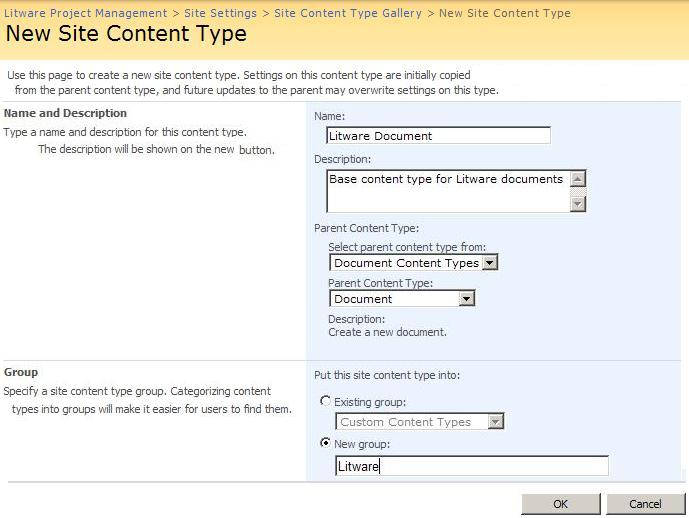 Litware Project Management > Site Settings > Site Content Type Gallery > New Site Content Type
New Site Content Type
Use this page to create a new site content type. Settings on this content type are initially copied
from the parent content type, and future updates to the parent may overwrite settings on this type.
Name and Description
Type a name and description for this content type.
The description will be shown on the new button.
Name:
Litware Document
Description:
Base content type for Litware documents
Parent Content Type:
Select parent content type from:
Document Content Types
Parent Content Type:
Document
Description:
Create a new document.
Group
Specify a site content type group. Categorizing content
types into groups will make it easier for users to find them.
Put this site content type into:
Existing group:
Custom Content Types
New group:
Litware
OK
Cancel